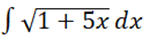 ∫ √(1 + 5x) dx